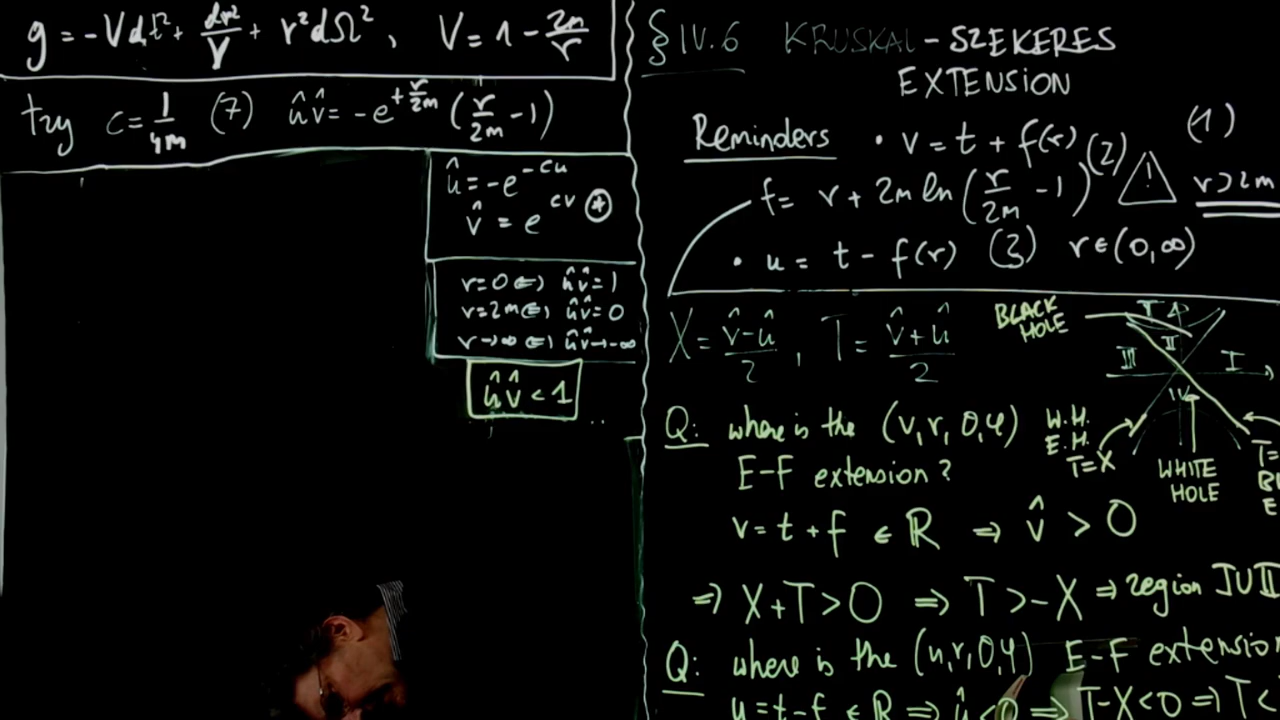 g = -Vdt² + dr²/V + r²dΩ², V = 1 - 2m/r
try c = 1/4m (7) ûv̂ = -e^{+r/2m} (r/2m - 1)
û = -e^{-cu}
v̂ = e^{cv} ⊛
r=0 ⇔ ûv̂=1
r=2m ⇔ ûv̂=0
r→∞ ⇔ ûv̂→-∞
ûv̂ < 1
§ IV.6 KRUSKAL-SZEKERES
EXTENSION
Reminders • v = t + f(r) (1)
f = r + 2m ln (r/2m - 1) (2) ⚠ r>2m
• u = t - f(r) (3) r∈(0,∞)
X = (v̂-û)/2, T = (v̂+û)/2
BLACK
HOLE
T
II
III
I
IV
W.H.
E.H.
T=X
WHITE
HOLE
T=
B
E
Q: where is the (v,r,θ,φ)
E-F extension?
v = t + f ∈ ℝ ⇒ v̂ > 0
⇒ X+T>0 ⇒ T>-X ⇒ region I∪II
Q: where is the (u,r,θ,φ) E-F extension
u = t-f ∈ ℝ ⇒ û<0 ⇒ T-X<0 ⇒ T<